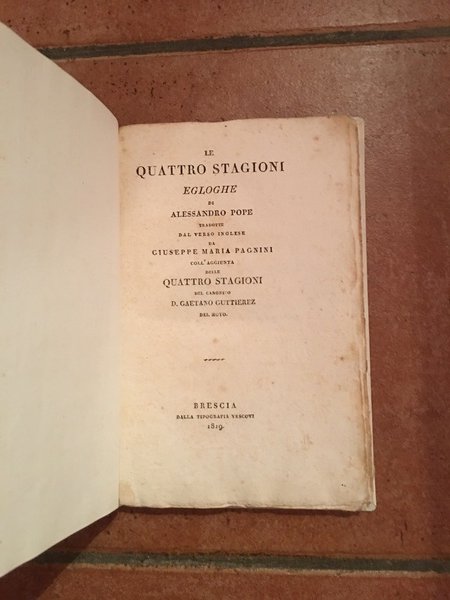 LE
QUATTRO STAGIONI
EGLOGHE
DI
ALESSANDRO POPE
TRADOTTE
DAL VERSO INGLESE
DA
GIUSEPPE MARIA PAGNINI
COLL'AGGIUNTA
DELLE
QUATTRO STAGIONI
DEL CANONICO
D. GAETANO GUTTIEREZ
DEL HOYO.
BRESCIA
DALLA TIPOGRAFIA VESCOVI
1819.